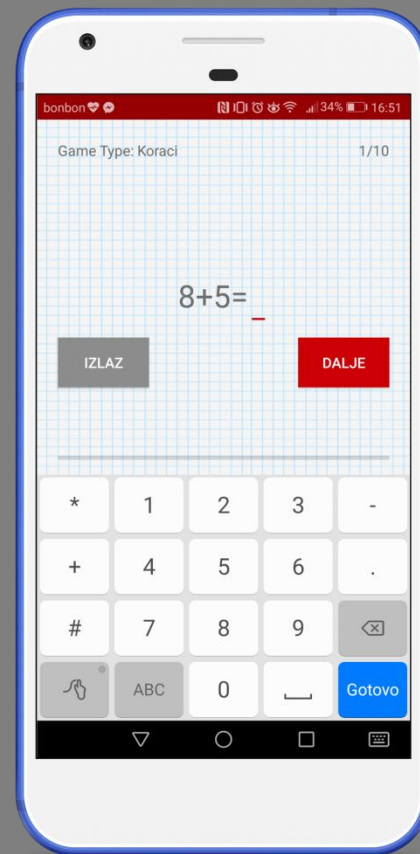 bonbon 34% 16:51
Game Type: Koraci 1/10
8+5=_
IZLAZ DALJE
* 1 2 3 -
+ 4 5 6 .
# 7 8 9
ABC 0 Gotovo